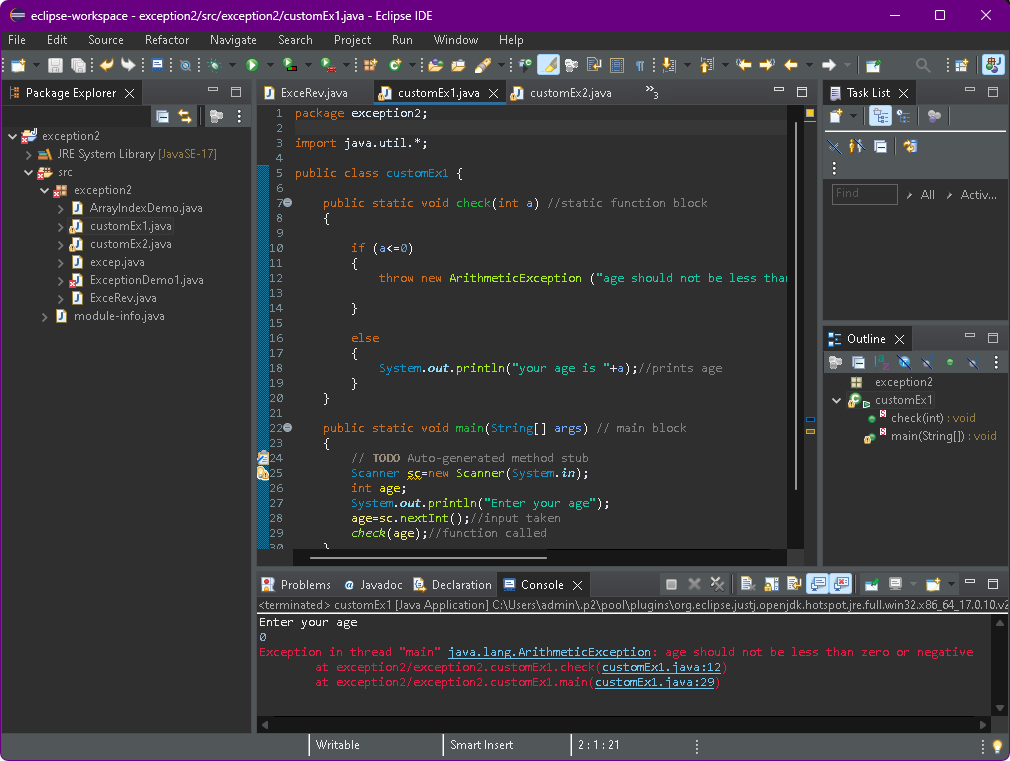 eclipse-workspace - exception2/src/exception2/customEx1.java - Eclipse IDE
File Edit Source Refactor Navigate Search Project Run Window Help
Package Explorer
exception2
JRE System Library [JavaSE-17]
src
exception2
ArrayIndexDemo.java
customEx1.java
customEx2.java
excep.java
ExceptionDemo1.java
ExceRev.java
module-info.java
ExceRev.java customEx1.java customEx2.java »3
1 package exception2;
2
3 import java.util.*;
4
5 public class customEx1 {
6
7 public static void check(int a) //static function block
8 {
9
10 if (a<=0)
11 {
12 throw new ArithmeticException ("age should not be less tha
13
14 }
15
16 else
17 {
18 System.out.println("your age is "+a);//prints age
19 }
20 }
21
22 public static void main(String[] args) // main block
23 {
24 // TODO Auto-generated method stub
25 Scanner sc=new Scanner(System.in);
26 int age;
27 System.out.println("Enter your age");
28 age=sc.nextInt();//input taken
29 check(age);//function called
30 }
Task List
Find All Activ...
Outline
exception2
customEx1
check(int) : void
main(String[]) : void
Problems Javadoc Declaration Console
<terminated> customEx1 [Java Application] C:\Users\admin\.p2\pool\plugins\org.eclipse.justj.openjdk.hotspot.jre.full.win32.x86_64_17.0.10.v2
Enter your age
0
Exception in thread "main" java.lang.ArithmeticException: age should not be less than zero or negative
at exception2/exception2.customEx1.check(customEx1.java:12)
at exception2/exception2.customEx1.main(customEx1.java:29)
Writable Smart Insert 2 : 1 : 21